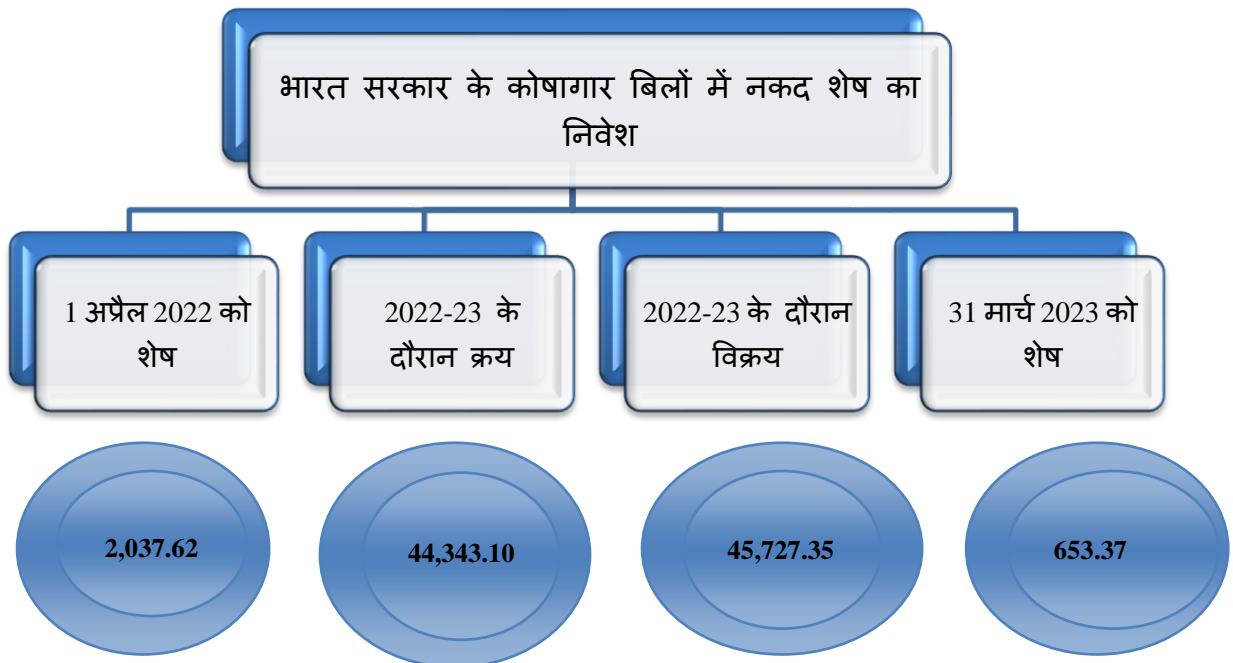 भारत सरकार के कोषागार बिलों में नकद शेष का
निवेश
1 अप्रैल 2022 को
शेष
2022-23 के
दौरान क्रय
2022-23 के दौरान
विक्रय
31 मार्च 2023 को
शेष
2,037.62
44,343.10
45,727.35
653.37